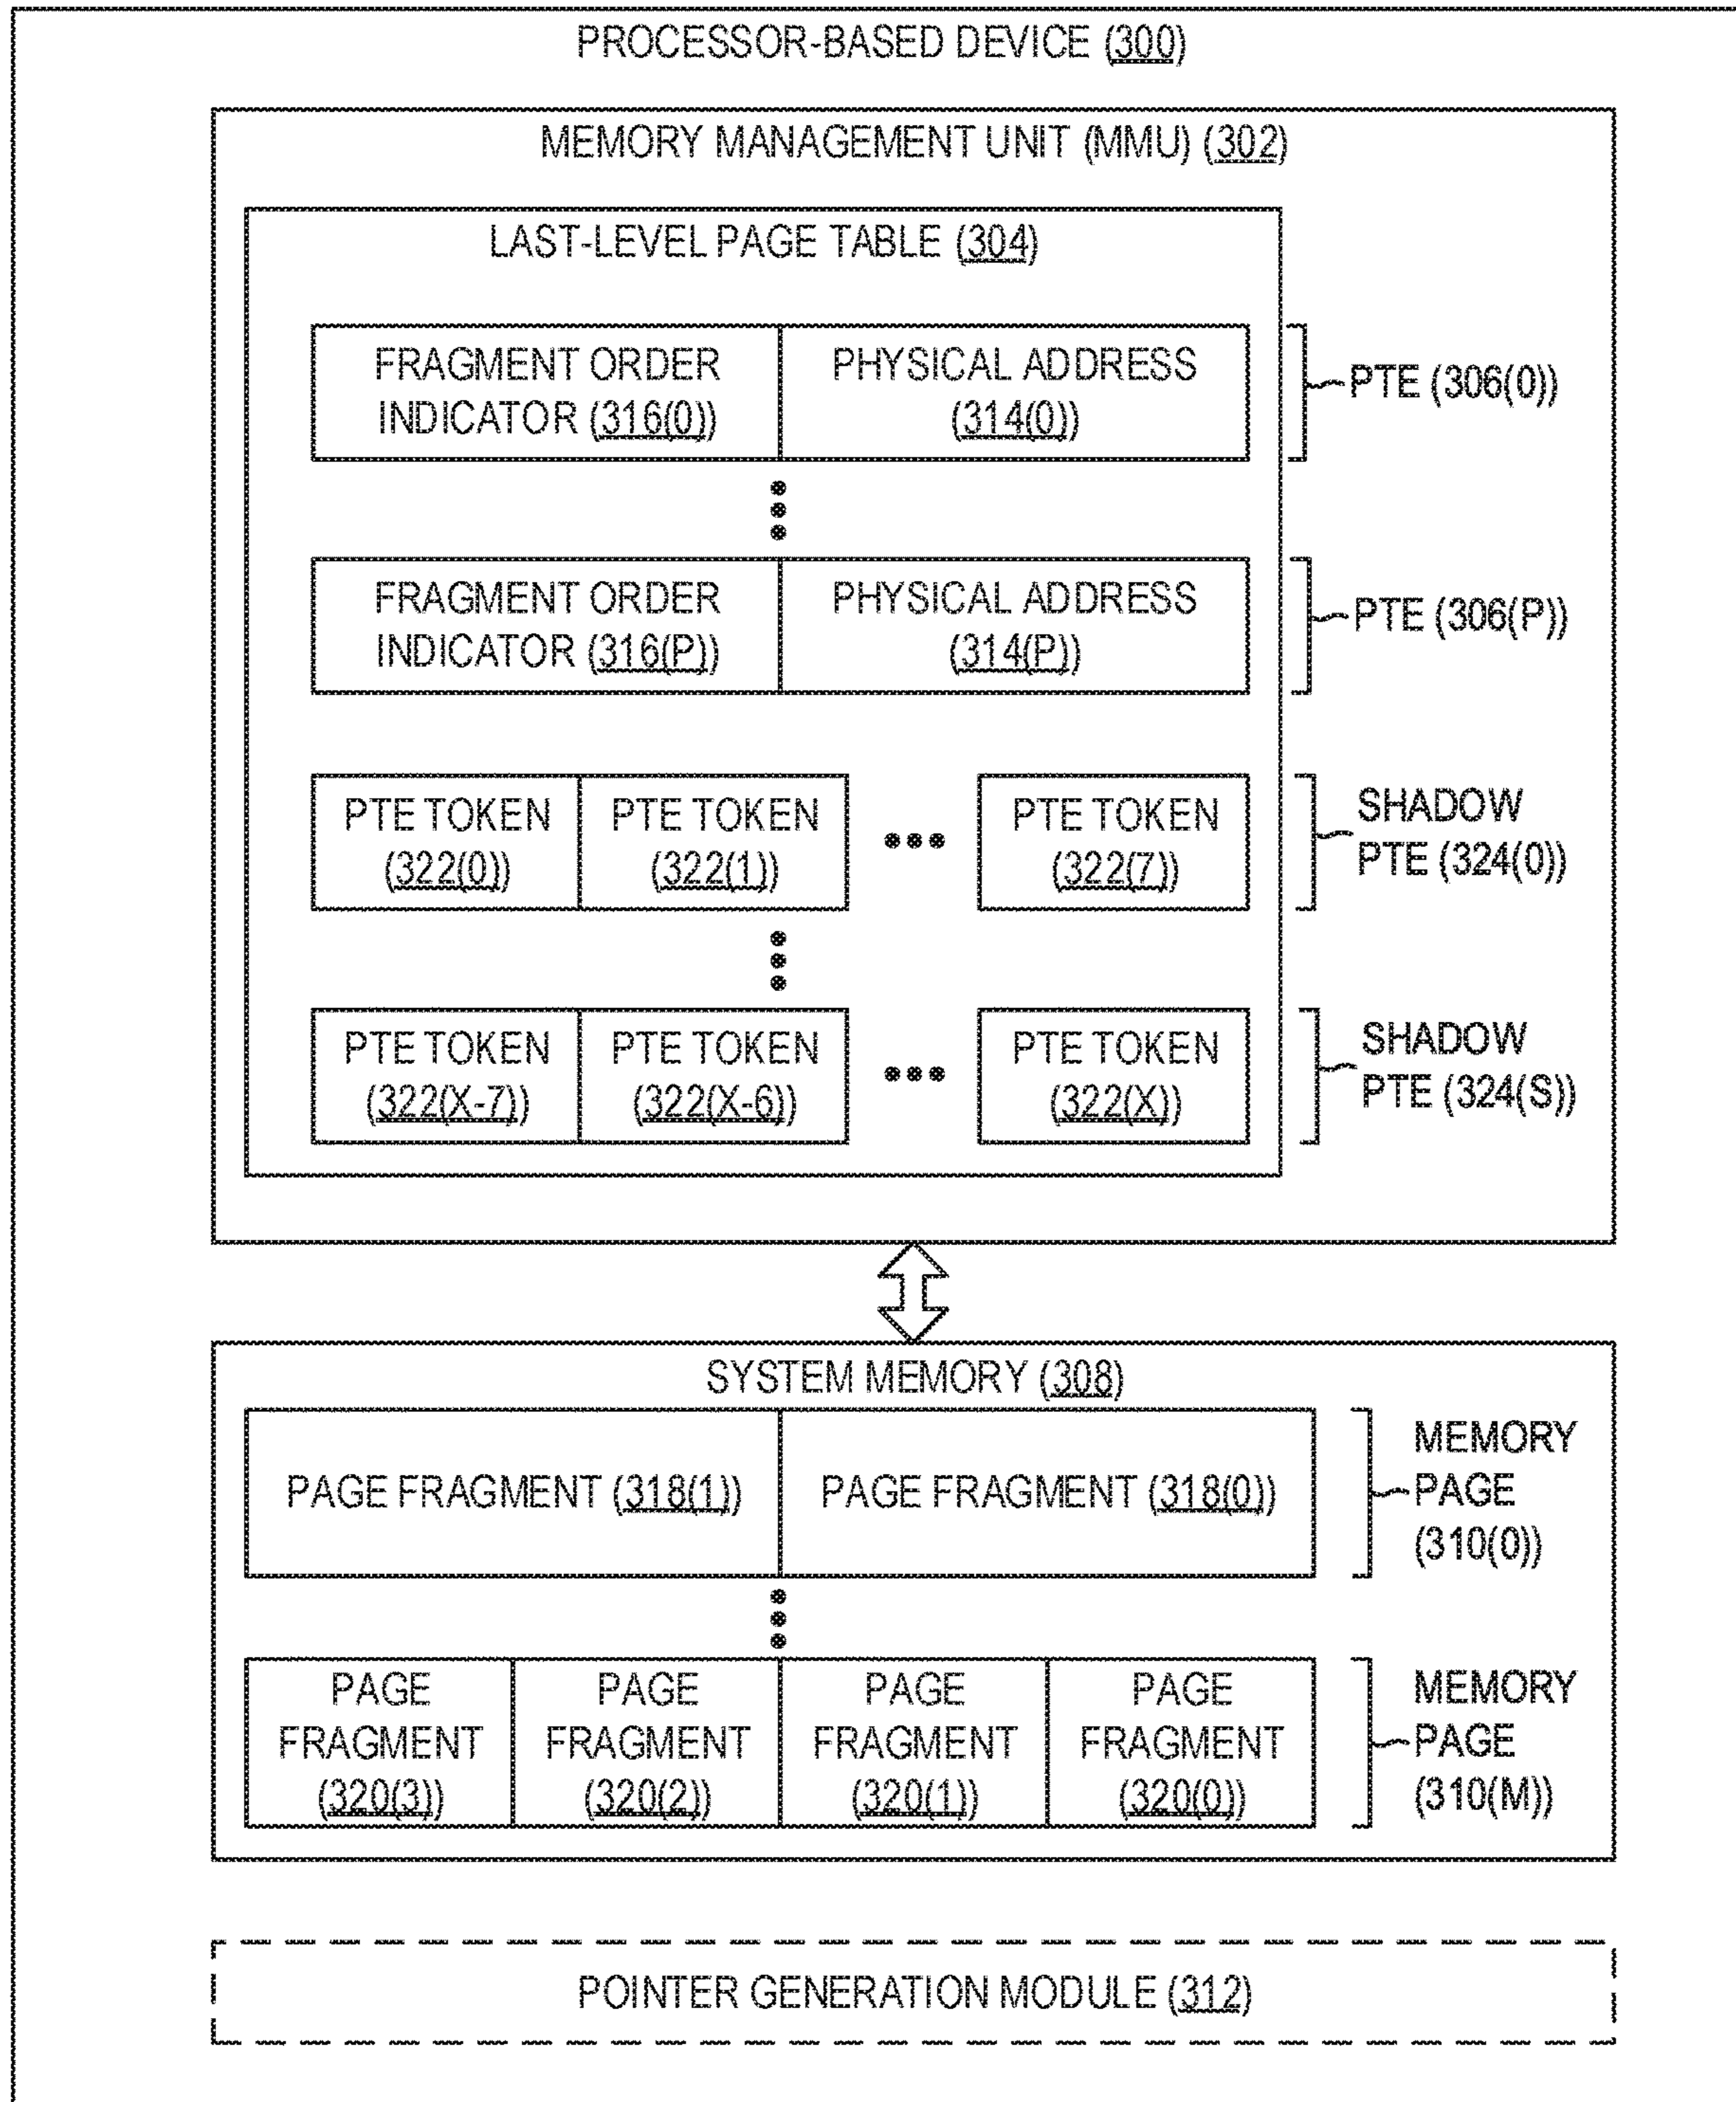 PROCESSOR-BASED DEVICE (300)
MEMORY MANAGEMENT UNIT (MMU) (302)
LAST-LEVEL PAGE TABLE (304)
FRAGMENT ORDER
INDICATOR (316(0))
PHYSICAL ADDRESS
(314(0))
PTE (306(0))
FRAGMENT ORDER
INDICATOR (316(P))
PHYSICAL ADDRESS
(314(P))
PTE (306(P))
PTE TOKEN
(322(0))
PTE TOKEN
(322(1))
PTE TOKEN
(322(7))
SHADOW
PTE (324(0))
PTE TOKEN
(322(X-7))
PTE TOKEN
(322(X-6))
PTE TOKEN
(322(X))
SHADOW
PTE (324(S))
SYSTEM MEMORY (308)
PAGE FRAGMENT (318(1))
PAGE FRAGMENT (318(0))
MEMORY
PAGE
(310(0))
PAGE
FRAGMENT
(320(3))
PAGE
FRAGMENT
(320(2))
PAGE
FRAGMENT
(320(1))
PAGE
FRAGMENT
(320(0))
MEMORY
PAGE
(310(M))
POINTER GENERATION MODULE (312)